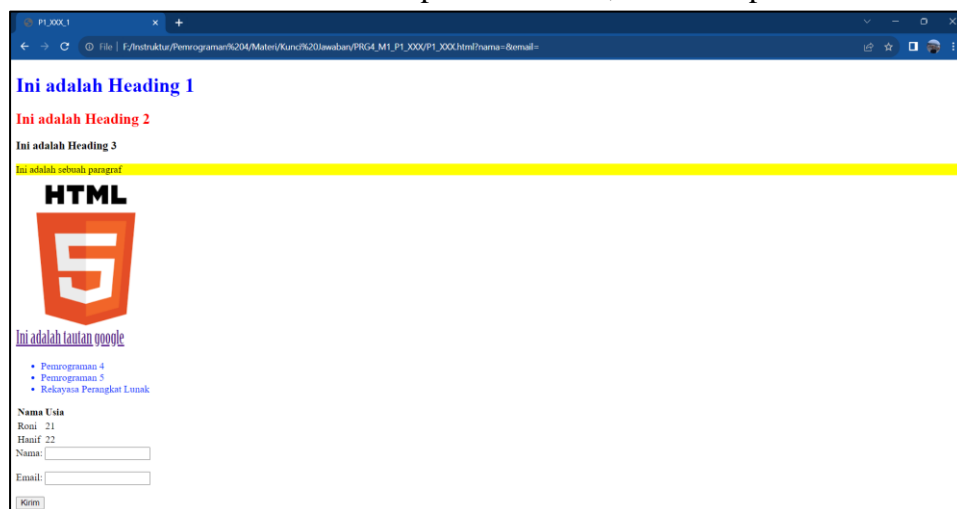 P1_XXX_1
File F:/Instruktur/Pemrograman%204/Materi/Kunci%20Jawaban/PRG4_M1_P1_XXX/P1_XXX.html?nama=&email=
Ini adalah Heading 1
Ini adalah Heading 2
Ini adalah Heading 3
Ini adalah sebuah paragraf
HTML
5
Ini adalah tautan google
Pemrograman 4
Pemrograman 5
Rekayasa Perangkat Lunak
Nama Usia
Roni 21
Hanif 22
Nama:
Email:
Kirim